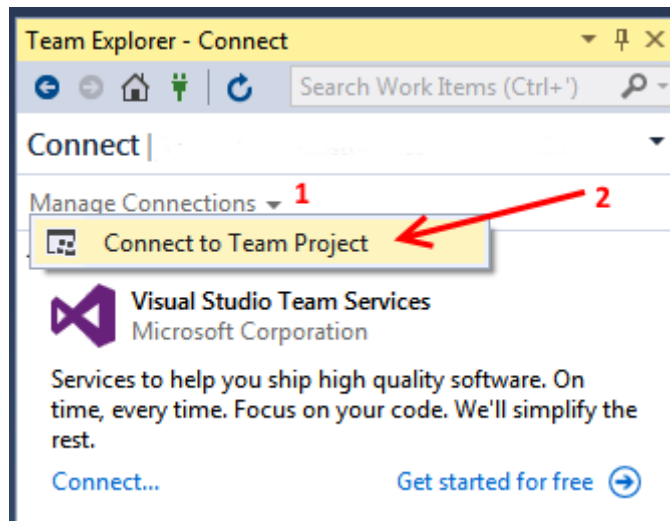 Team Explorer - Connect
Search Work Items (Ctrl+')
Connect |
Manage Connections 1
2
Connect to Team Project
Visual Studio Team Services
Microsoft Corporation
Services to help you ship high quality software. On
time, every time. Focus on your code. We'll simplify the
rest.
Connect... Get started for free